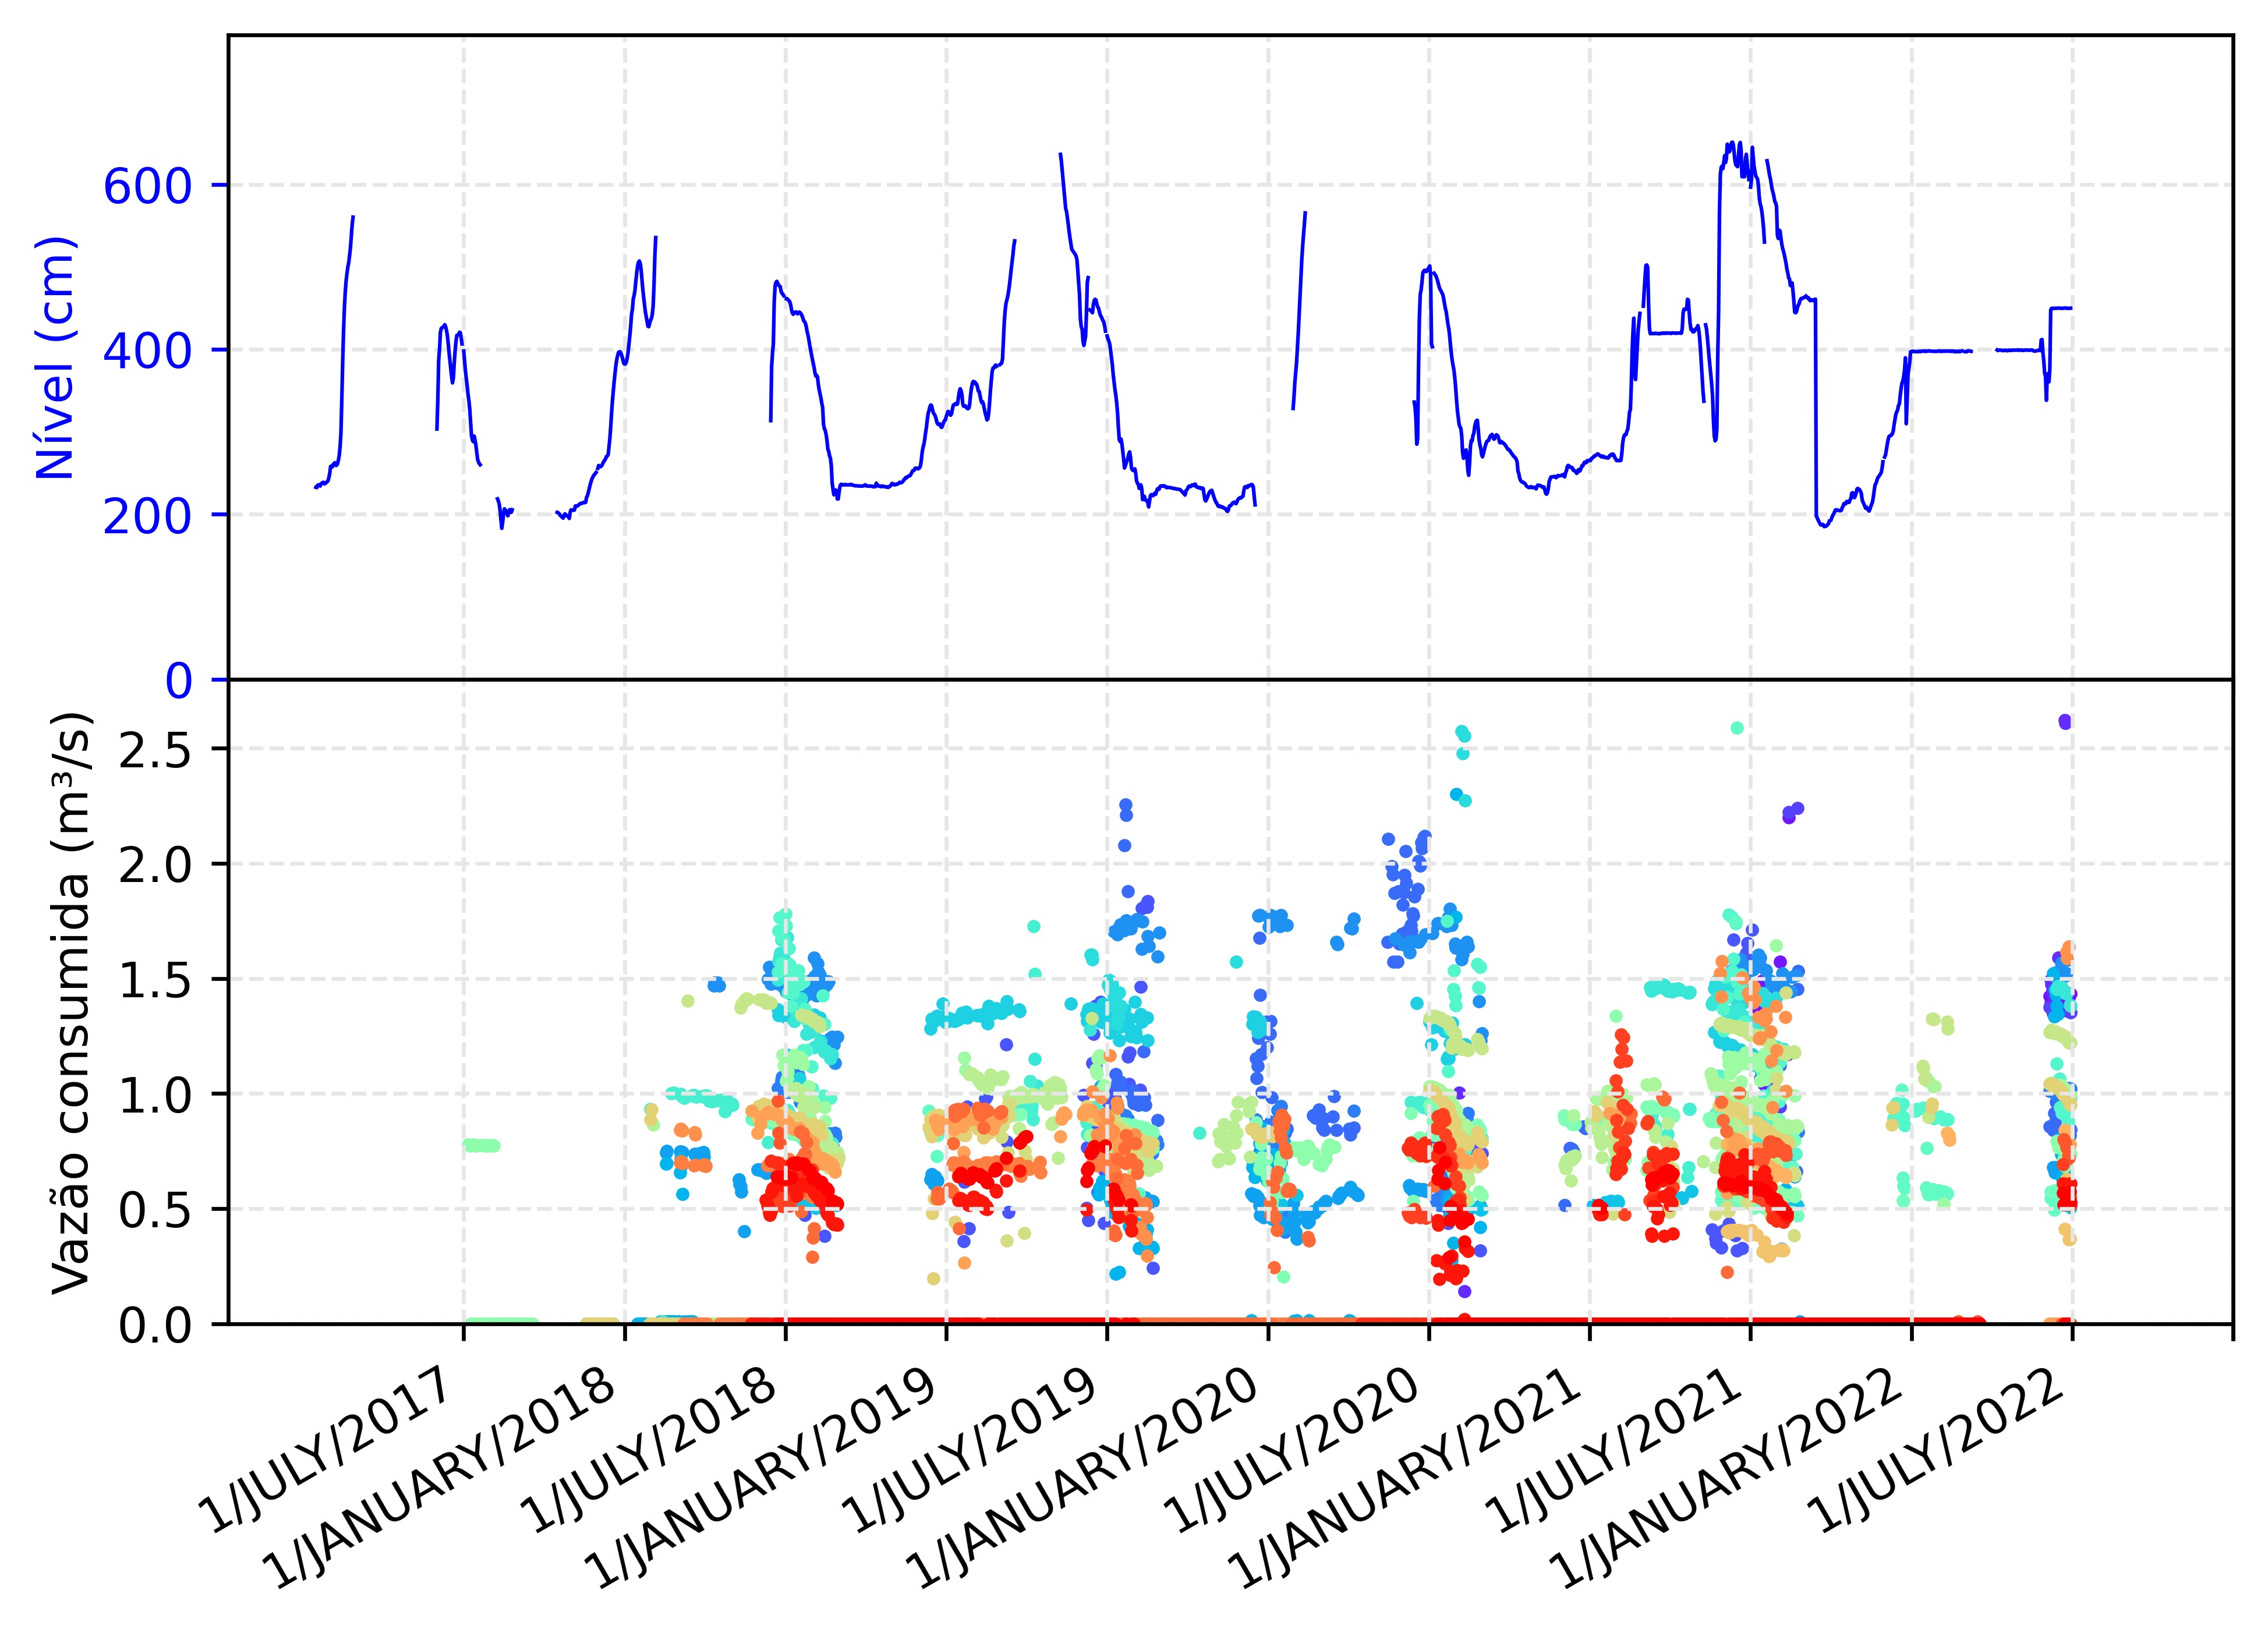 Nível (cm)
600
400
200
0
Vazão consumida (m³/s)
2.5
2.0
1.5
1.0
0.5
0.0
1/JULY/2017
1/JANUARY/2018
1/JULY/2018
1/JANUARY/2019
1/JULY/2019
1/JANUARY/2020
1/JULY/2020
1/JANUARY/2021
1/JULY/2021
1/JANUARY/2022
1/JULY/2022